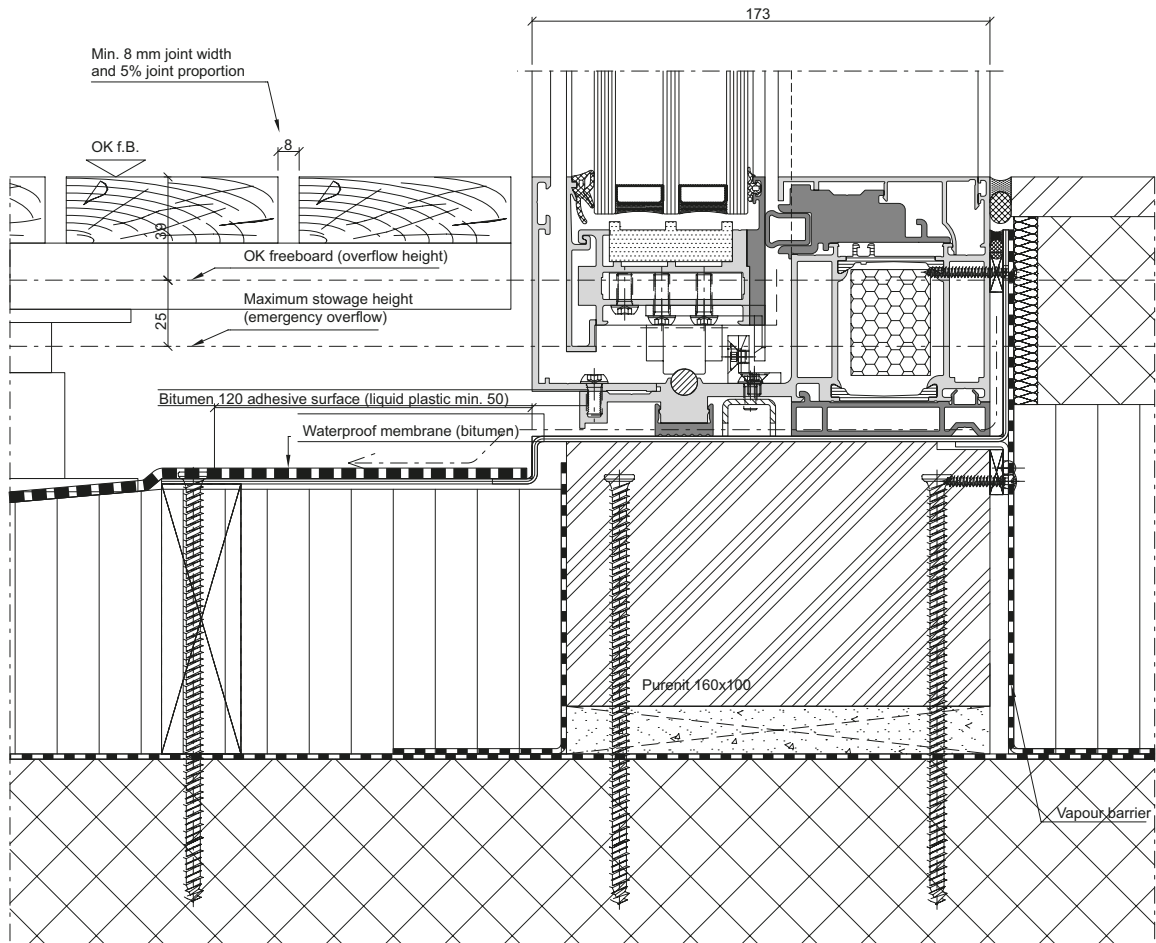 173
Min. 8 mm joint width
and 5% joint proportion
8
OK f.B.
39
OK freeboard (overflow height)
Maximum stowage height
(emergency overflow)
25
Bitumen 120 adhesive surface (liquid plastic min. 50)
Waterproof membrane (bitumen)
Purenit 160x100
Vapour barrier